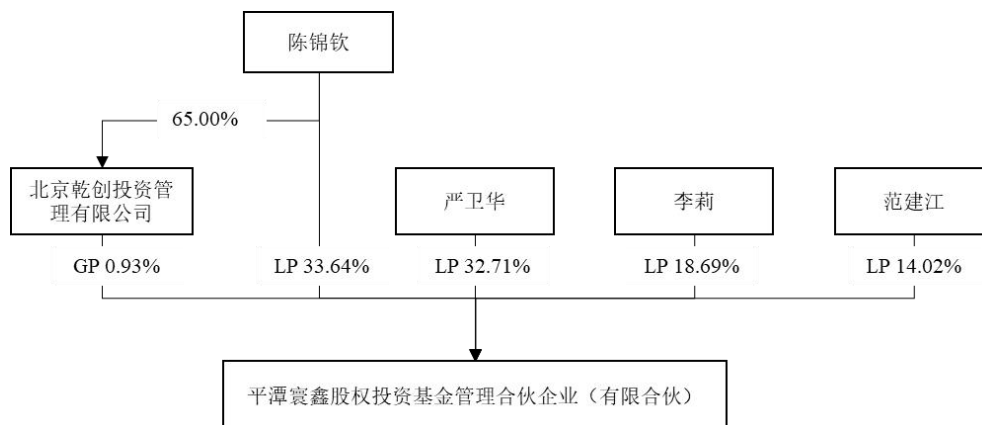 陈锦钦
65.00%
北京乾创投资管
理有限公司
严卫华
李莉
范建江
GP 0.93%
LP 33.64%
LP 32.71%
LP 18.69%
LP 14.02%
平潭寰鑫股权投资基金管理合伙企业（有限合伙）